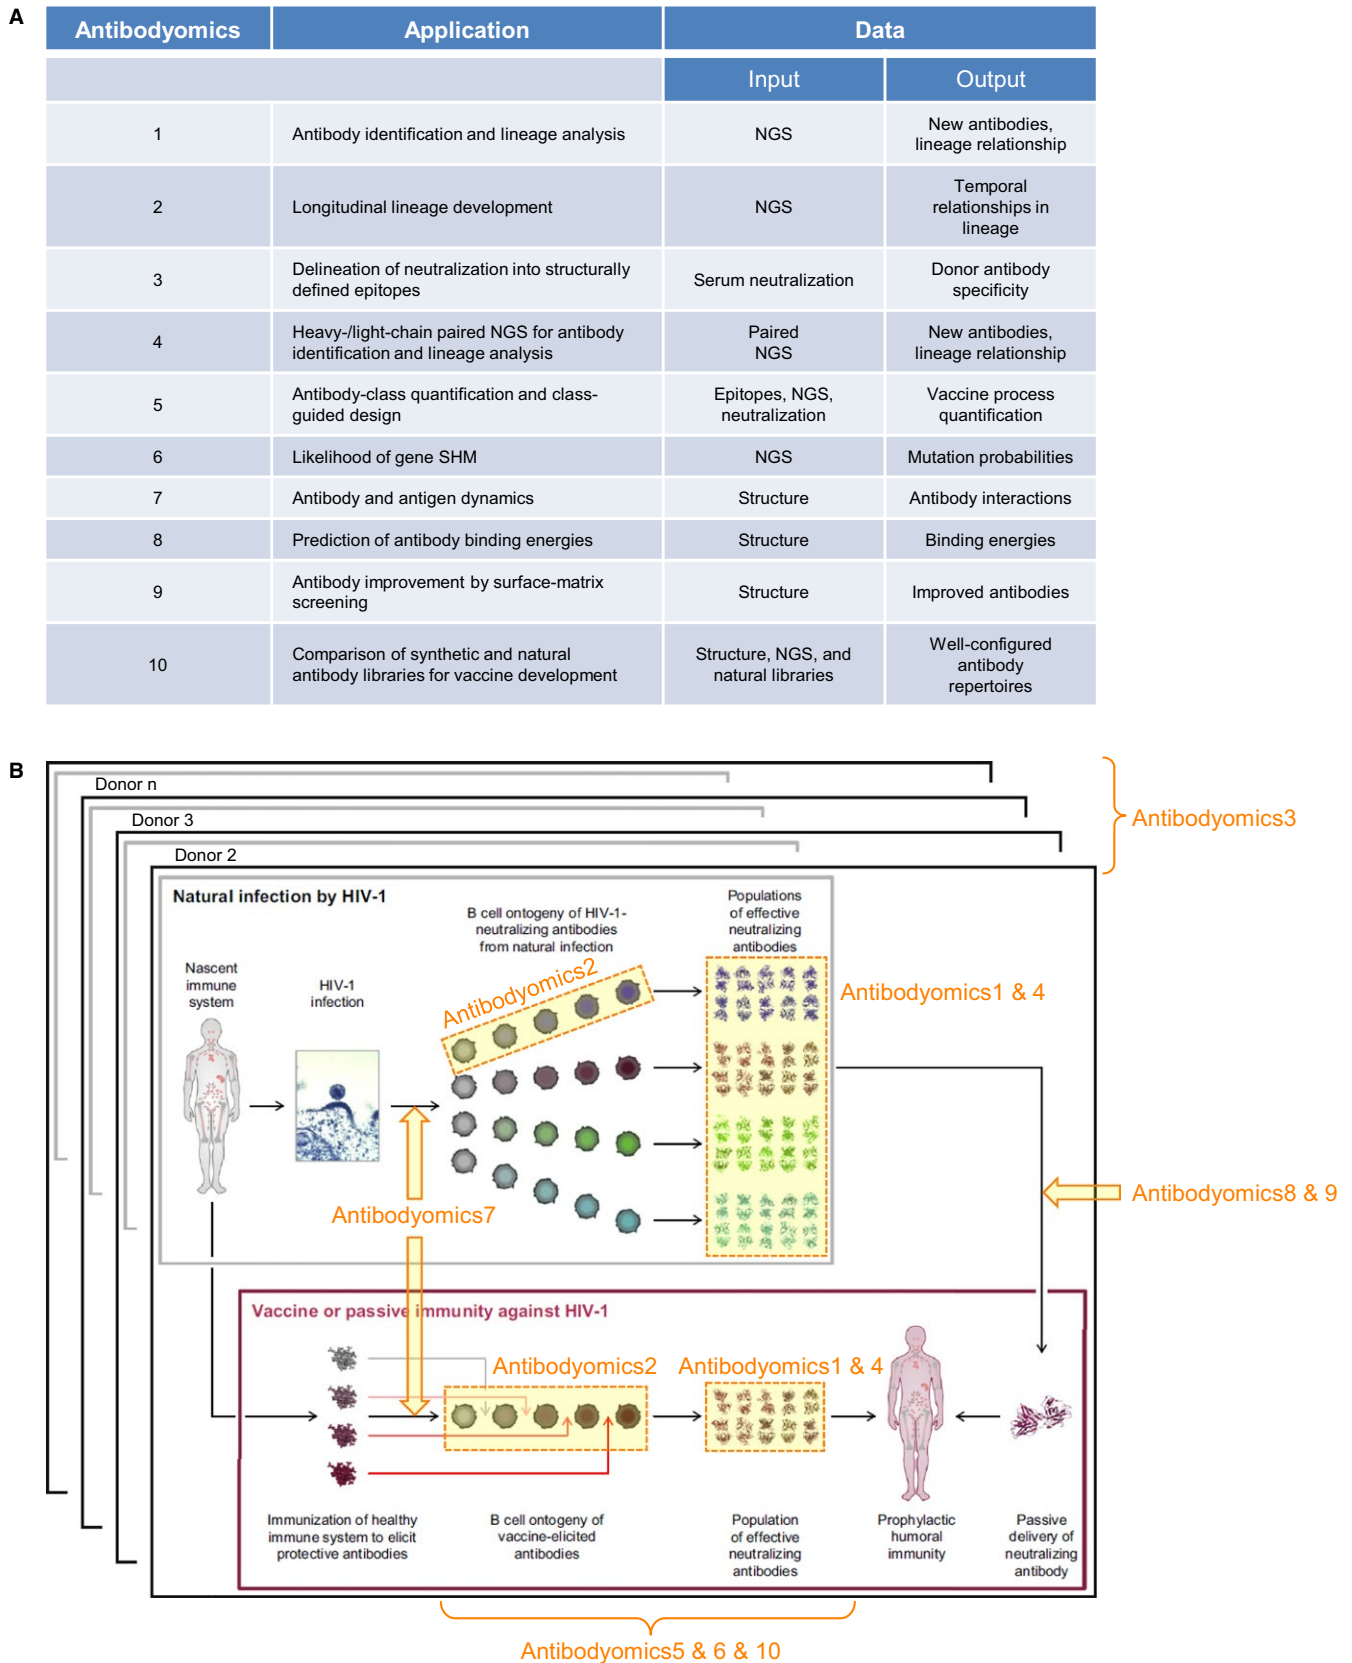 A
Antibodyomics Application Data
Input Output
1 Antibody identification and lineage analysis NGS New antibodies,
lineage relationship
2 Longitudinal lineage development NGS Temporal
relationships in
lineage
3 Delineation of neutralization into structurally
defined epitopes Serum neutralization Donor antibody
specificity
4 Heavy-/light-chain paired NGS for antibody
identification and lineage analysis Paired
NGS New antibodies,
lineage relationship
5 Antibody-class quantification and class-
guided design Epitopes, NGS,
neutralization Vaccine process
quantification
6 Likelihood of gene SHM NGS Mutation probabilities
7 Antibody and antigen dynamics Structure Antibody interactions
8 Prediction of antibody binding energies Structure Binding energies
9 Antibody improvement by surface-matrix
screening Structure Improved antibodies
10 Comparison of synthetic and natural
antibody libraries for vaccine development Structure, NGS, and
natural libraries Well-configured
antibody
repertoires
B
Donor n
Donor 3
Donor 2
Antibodyomics3
Natural infection by HIV-1
Nascent
immune
system
HIV-1
infection
B cell ontogeny of HIV-1-
neutralizing antibodies
from natural infection
Populations
of effective
neutralizing
antibodies
Antibodyomics2
Antibodyomics1 & 4
Antibodyomics7
Antibodyomics8 & 9
Vaccine or passive immunity against HIV-1
Antibodyomics2
Antibodyomics1 & 4
Immunization of healthy
immune system to elicit
protective antibodies
B cell ontogeny of
vaccine-elicited
antibodies
Population
of effective
neutralizing
antibodies
Prophylactic
humoral
immunity
Passive
delivery of
neutralizing
antibody
Antibodyomics5 & 6 & 10